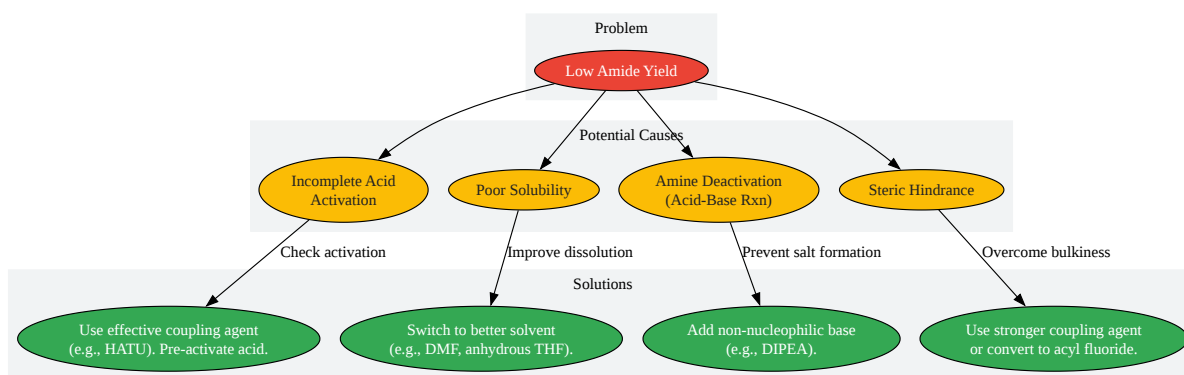 Problem
Low Amide Yield
Potential Causes
Incomplete Acid
Activation
Poor Solubility
Amine Deactivation
(Acid-Base Rxn)
Steric Hindrance
Check activation
Improve dissolution
Prevent salt formation
Overcome bulkiness
Solutions
Use effective coupling agent
(e.g., HATU). Pre-activate acid.
Switch to better solvent
(e.g., DMF, anhydrous THF).
Add non-nucleophilic base
(e.g., DIPEA).
Use stronger coupling agent
or convert to acyl fluoride.